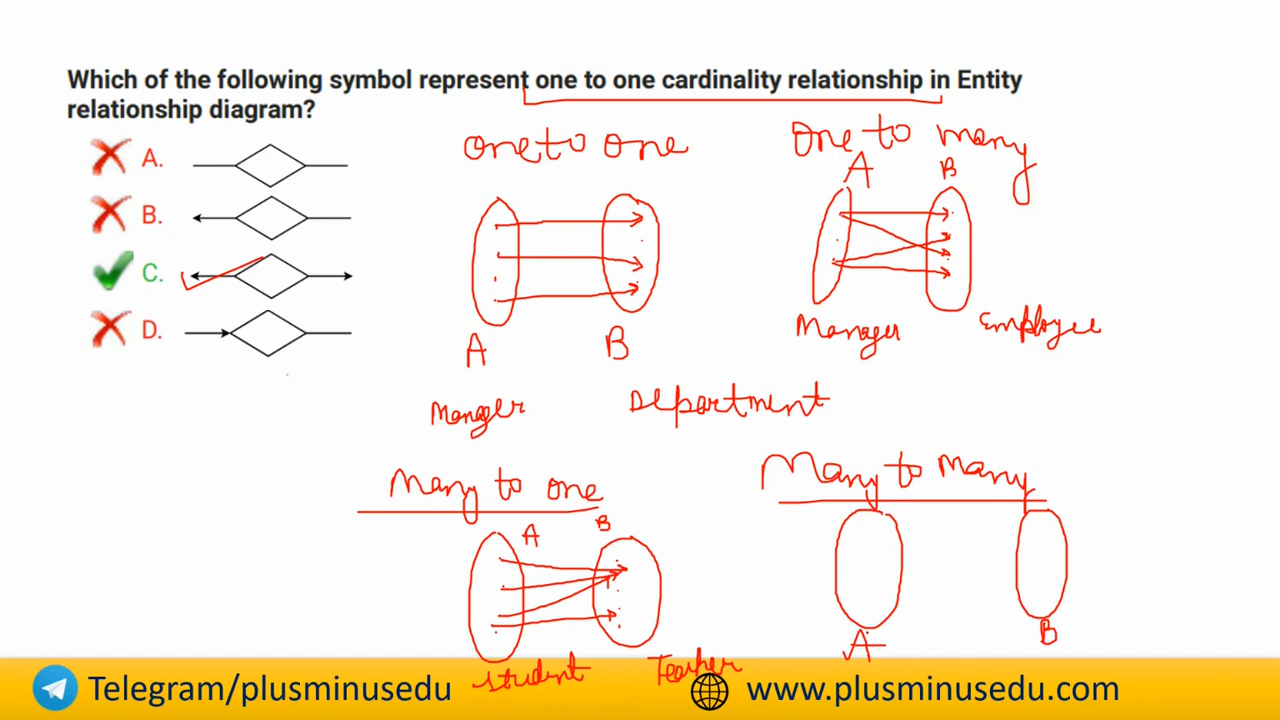 Which of the following symbol represent one to one cardinality relationship in Entity
relationship diagram?
A.
B.
C.
D.
one to one
A
B
Manager
Department
One to many
A
B
Manager
Employee
Many to one
A
B
Student
Teacher
Many to Many
A
B
Telegram/plusminusedu
www.plusminusedu.com